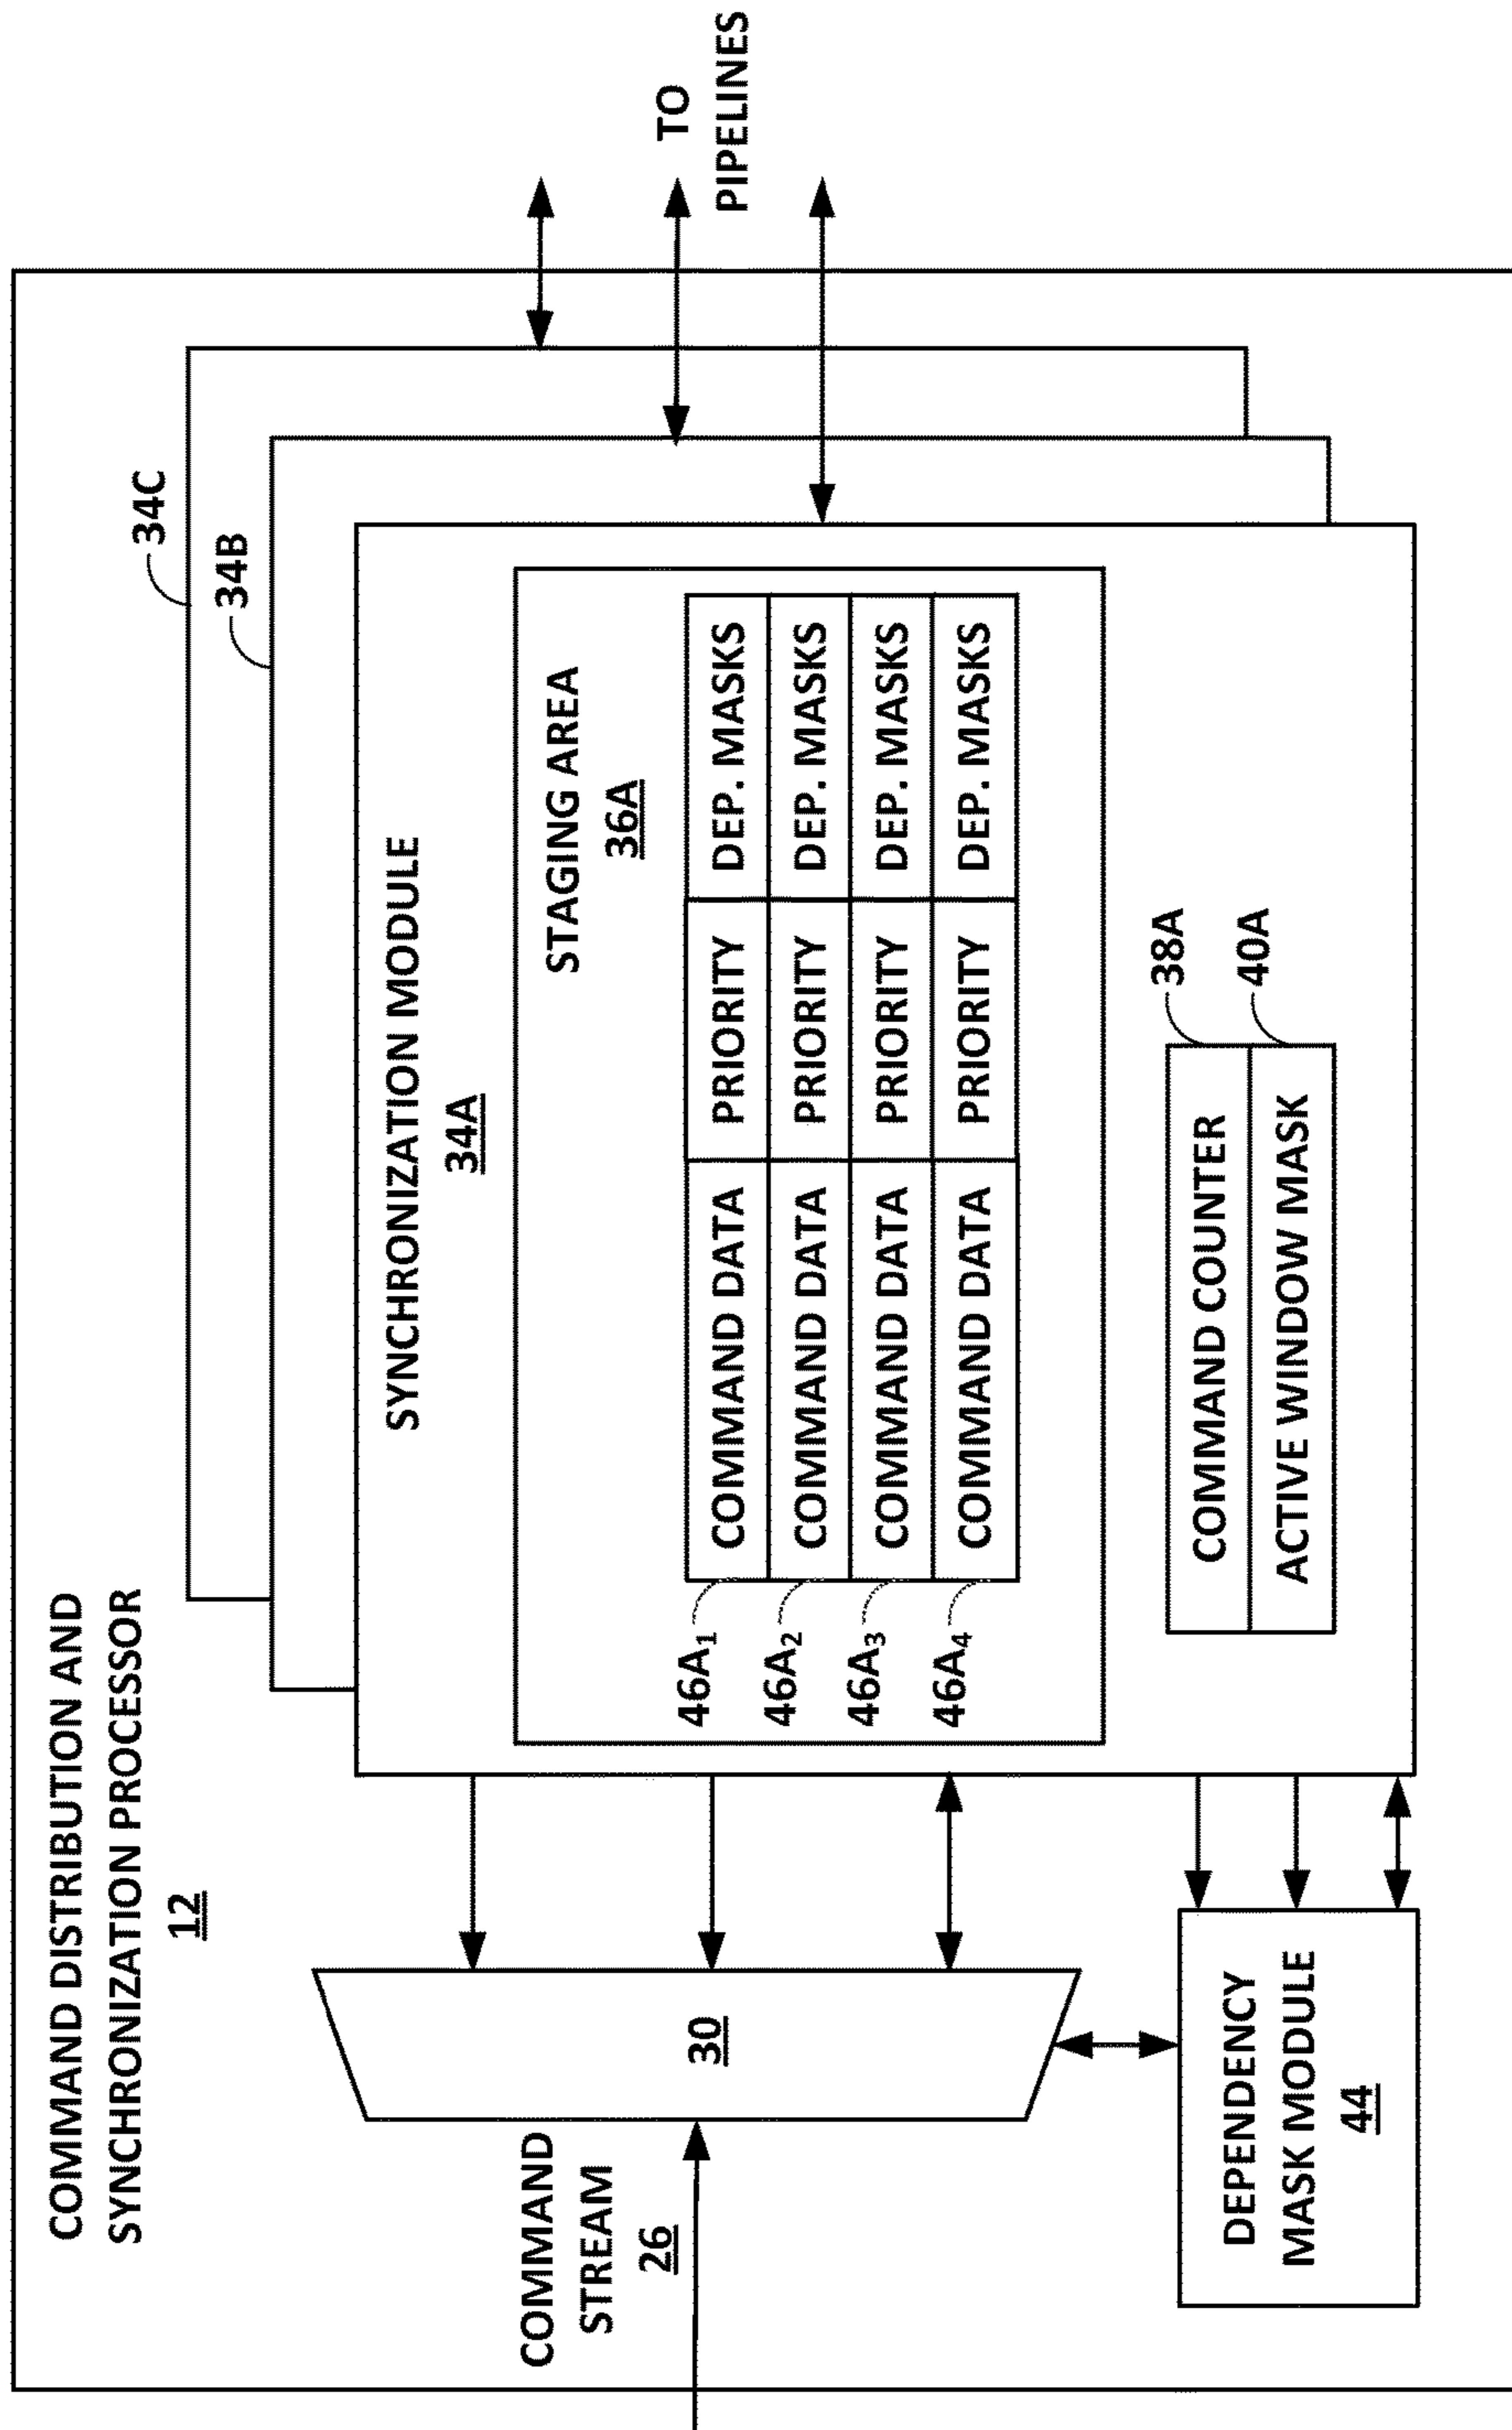 COMMAND DISTRIBUTION AND
SYNCHRONIZATION PROCESSOR
12
34C
34B
SYNCHRONIZATION MODULE
34A
STAGING AREA
36A
46A₁ COMMAND DATA PRIORITY DEP. MASKS
46A₂ COMMAND DATA PRIORITY DEP. MASKS
46A₃ COMMAND DATA PRIORITY DEP. MASKS
46A₄ COMMAND DATA PRIORITY DEP. MASKS
COMMAND COUNTER 38A
ACTIVE WINDOW MASK 40A
COMMAND
STREAM
26
30
DEPENDENCY
MASK MODULE
44
TO
PIPELINES